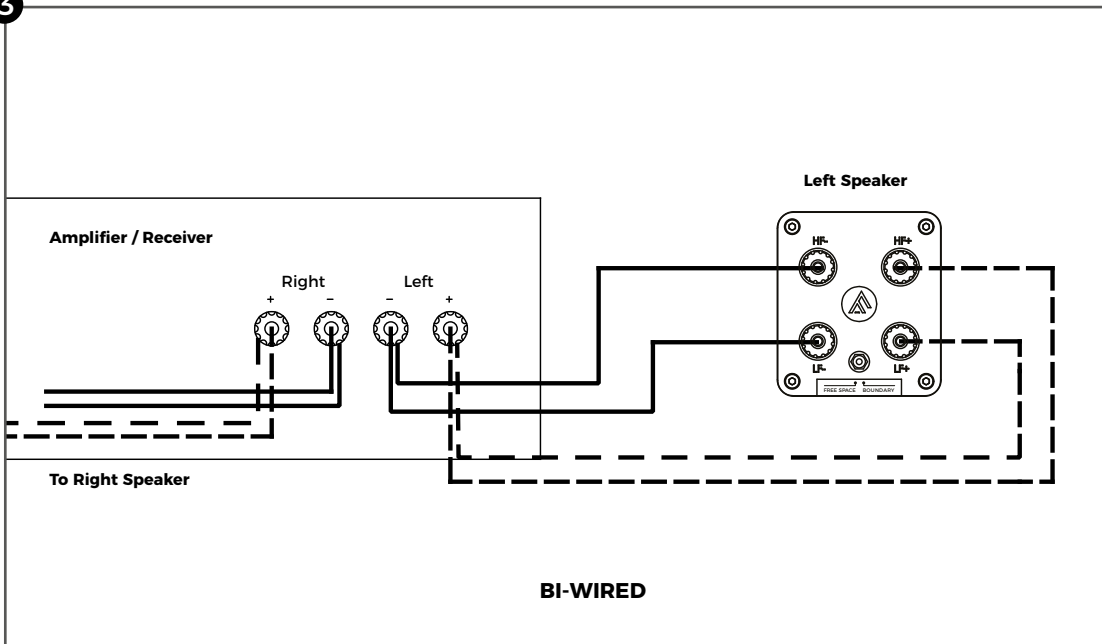 3
Left Speaker
Amplifier / Receiver
HF- HF+
Right Left
+ - - +
LF- LF+
FREE SPACE BOUNDARY
To Right Speaker
BI-WIRED